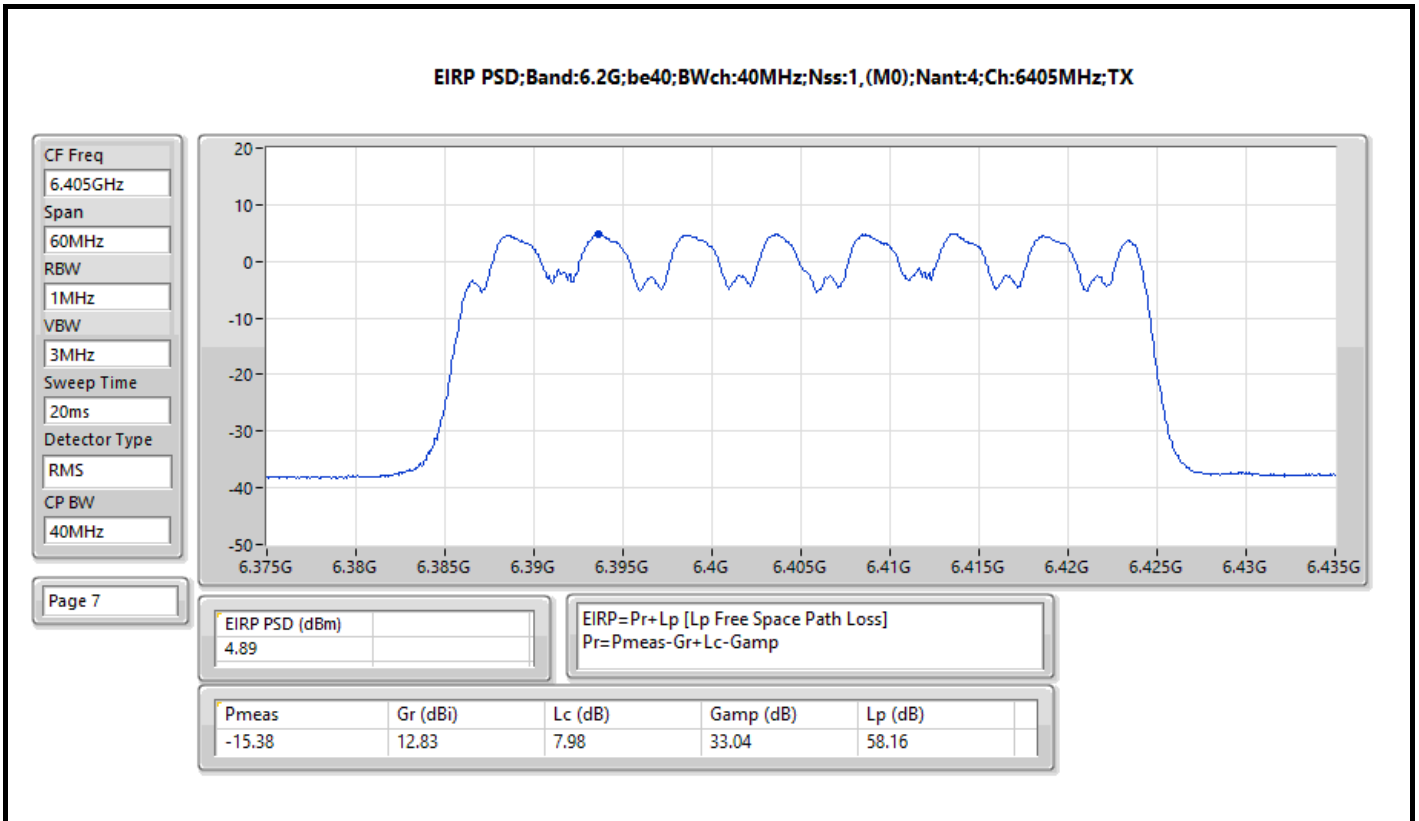 EIRP PSD;Band:6.2G;be40;BWch:40MHz;Nss:1,(M0);Nant:4;Ch:6405MHz;TX
CF Freq
6.405GHz
Span
60MHz
RBW
1MHz
VBW
3MHz
Sweep Time
20ms
Detector Type
RMS
CP BW
40MHz
Page 7
20
10
0
-10
-20
-30
-40
-50
6.375G 6.38G 6.385G 6.39G 6.395G 6.4G 6.405G 6.41G 6.415G 6.42G 6.425G 6.43G 6.435G
EIRP PSD (dBm)
4.89
EIRP=Pr+Lp [Lp Free Space Path Loss]
Pr=Pmeas-Gr+Lc-Gamp
Pmeas Gr (dBi) Lc (dB) Gamp (dB) Lp (dB)
-15.38 12.83 7.98 33.04 58.16